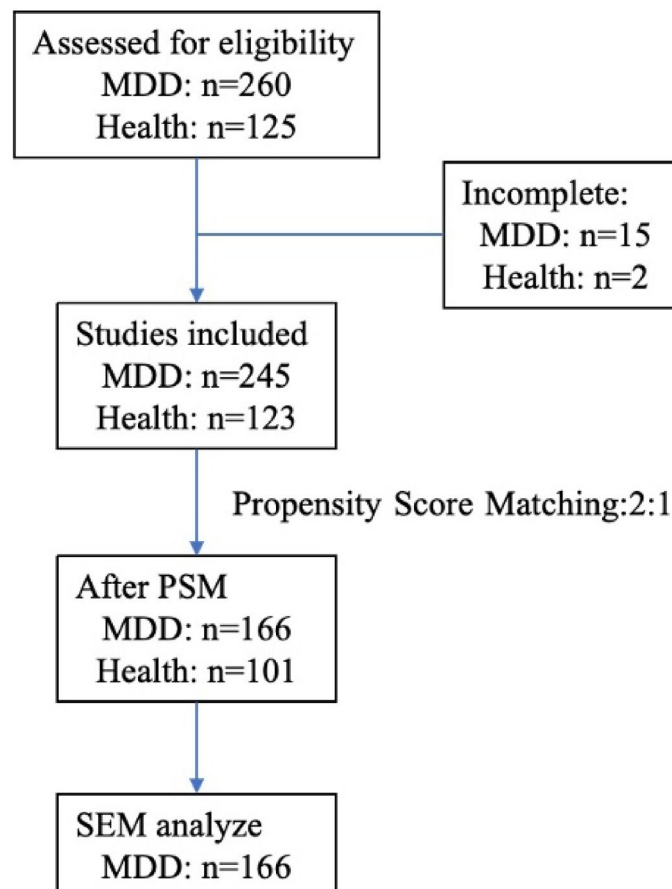 Assessed for eligibility
MDD: n=260
Health: n=125
Incomplete:
MDD: n=15
Health: n=2
Studies included
MDD: n=245
Health: n=123
Propensity Score Matching:2:1
After PSM
MDD: n=166
Health: n=101
SEM analyze
MDD: n=166